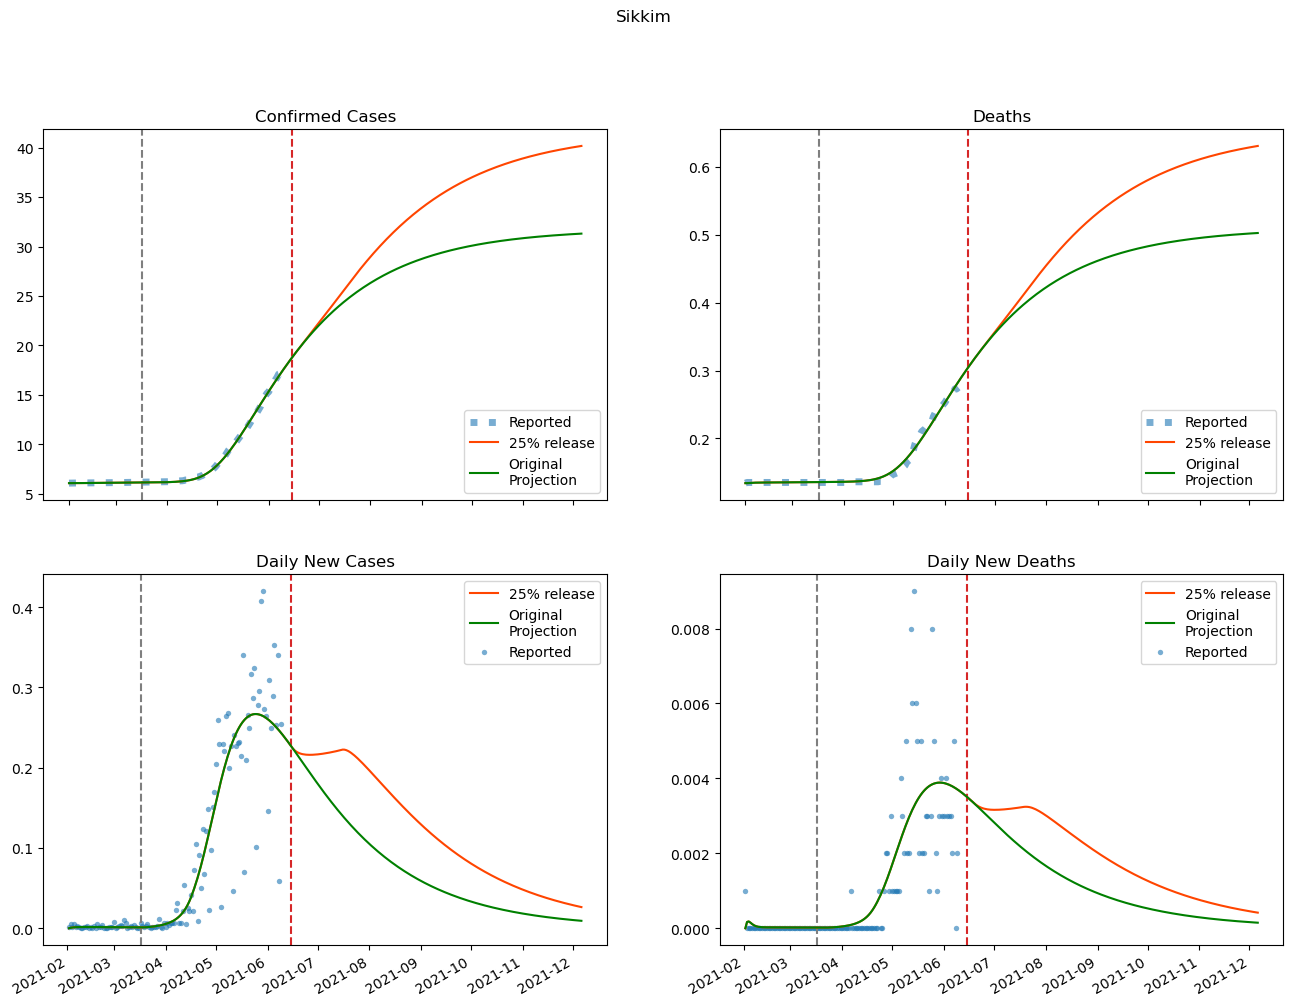 Sikkim
Confirmed Cases
40
35
30
25
20
15
10
5
Reported
25% release
Original
Projection
Deaths
0.6
0.5
0.4
0.3
0.2
Reported
25% release
Original
Projection
Daily New Cases
0.4
0.3
0.2
0.1
0.0
25% release
Original
Projection
Reported
2021-02
2021-03
2021-04
2021-05
2021-06
2021-07
2021-08
2021-09
2021-10
2021-11
2021-12
Daily New Deaths
0.008
0.006
0.004
0.002
0.000
25% release
Original
Projection
Reported
2021-02
2021-03
2021-04
2021-05
2021-06
2021-07
2021-08
2021-09
2021-10
2021-11
2021-12